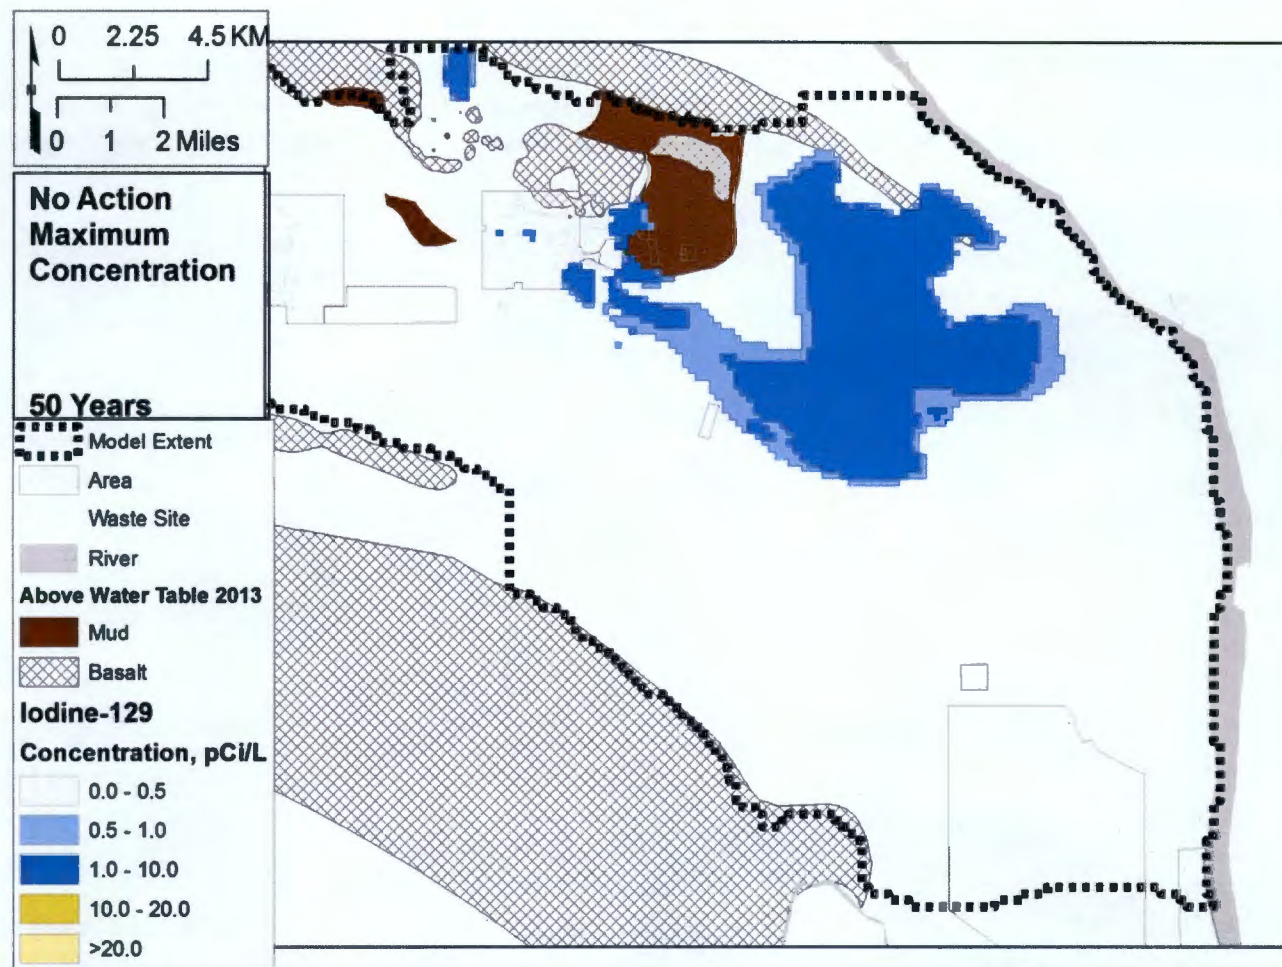 0 2.25 4.5 KM
0 1 2 Miles
No Action
Maximum
Concentration
50 Years
Model Extent
Area
Waste Site
River
Above Water Table 2013
Mud
Basalt
Iodine-129
Concentration, pCi/L
0.0 - 0.5
0.5 - 1.0
1.0 - 10.0
10.0 - 20.0
>20.0